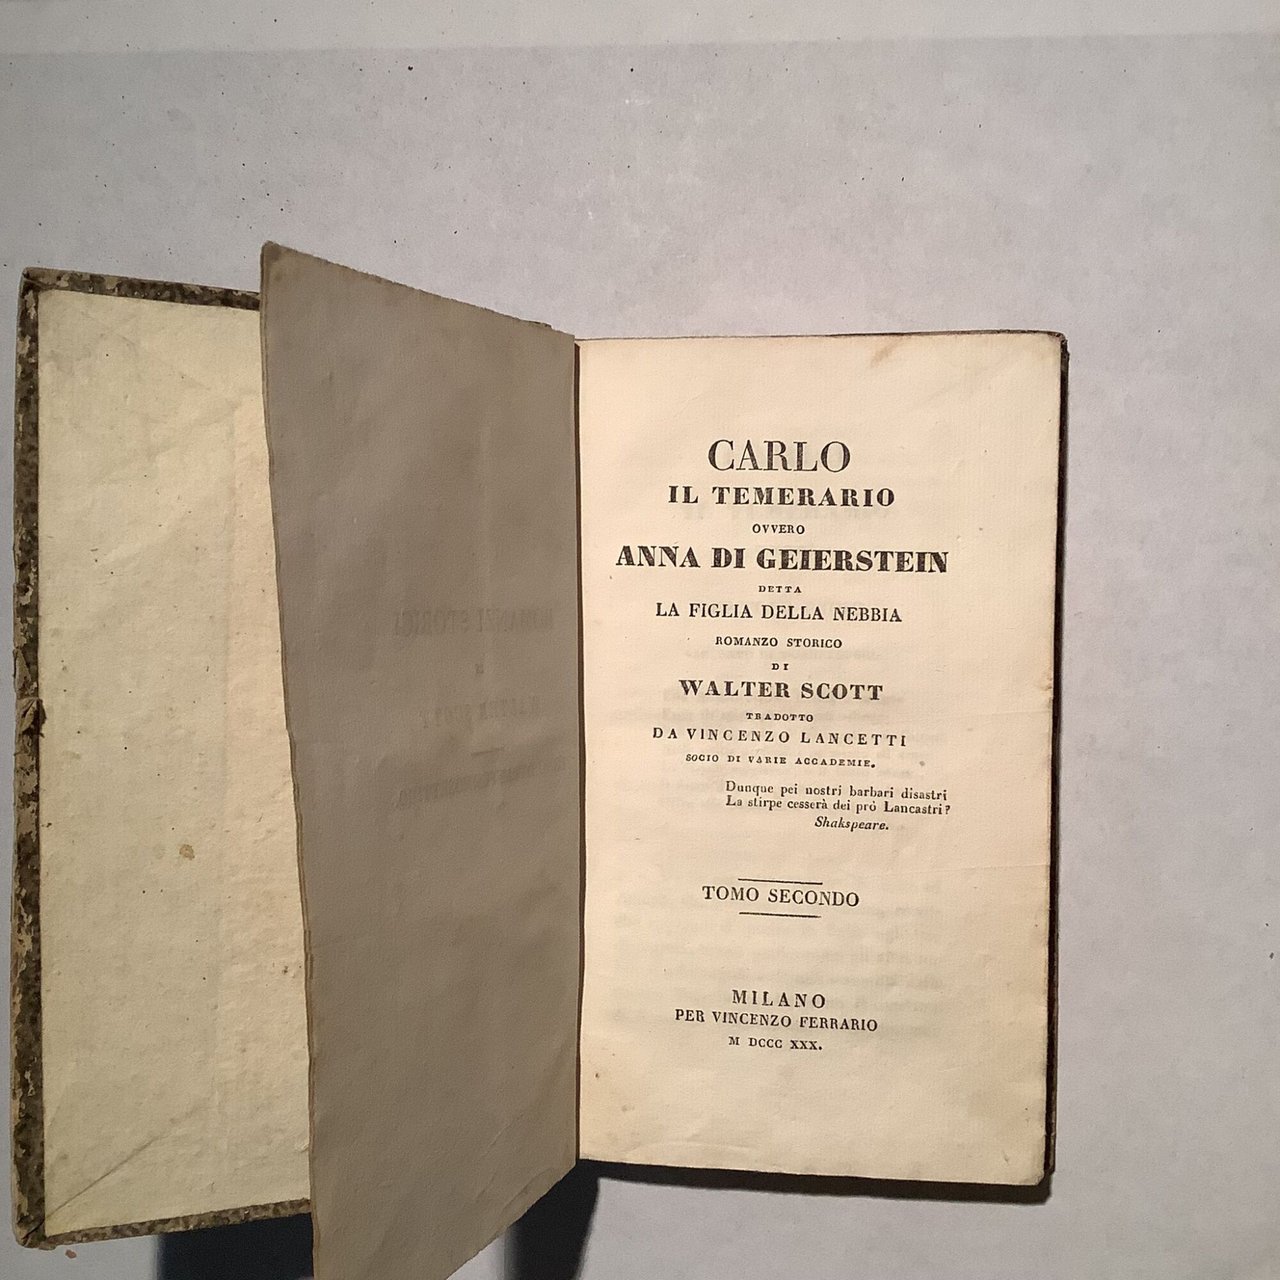 CARLO
IL TEMERARIO
OVVERO
ANNA DI GEIERSTEIN
DETTA
LA FIGLIA DELLA NEBBIA
ROMANZO STORICO
DI
WALTER SCOTT
TRADOTTO
DA VINCENZO LANCETTI
SOCIO DI VARIE ACCADEMIE.
Dunque pei nostri barbari disastri
La stirpe cesserà dei prò Lancastri?
Shakspeare.
TOMO SECONDO
MILANO
PER VINCENZO FERRARIO
M DCCC XXX.